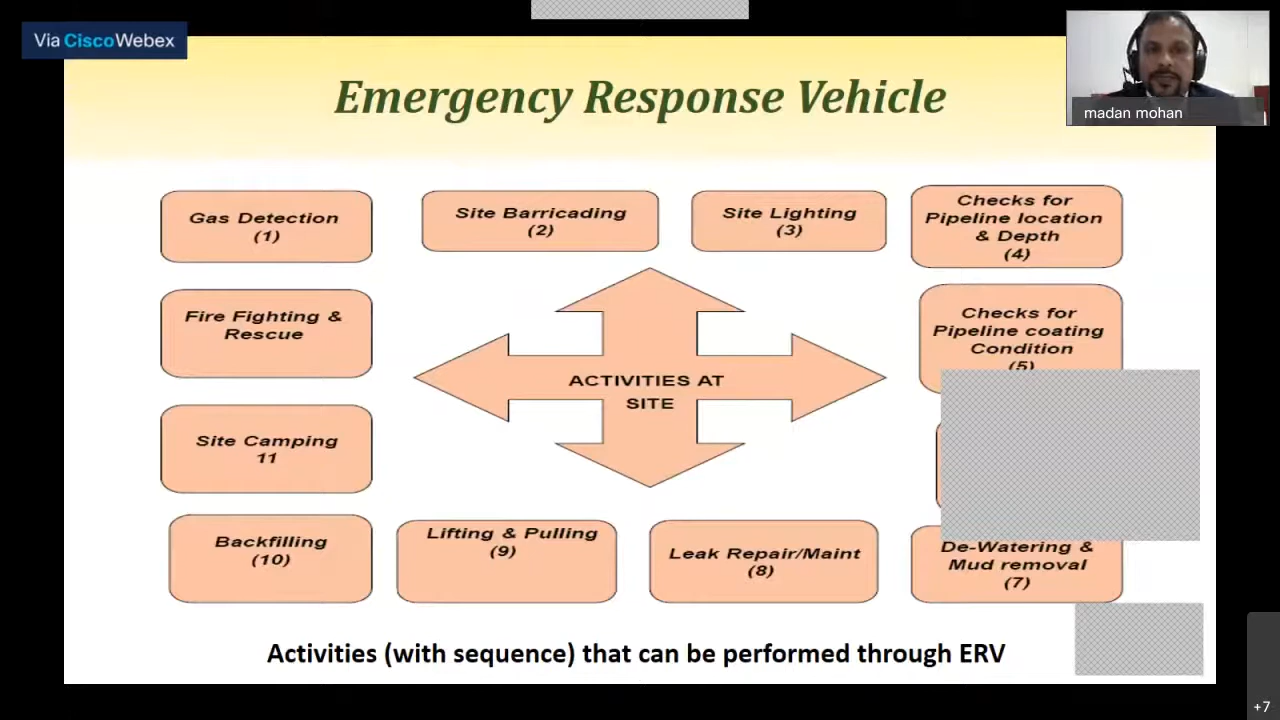 Via CiscoWebex
madan mohan
Emergency Response Vehicle
Gas Detection
(1)
Site Barricading
(2)
Site Lighting
(3)
Checks for
Pipeline location
& Depth
(4)
Fire Fighting &
Rescue
Checks for
Pipeline coating
Condition
(5)
ACTIVITIES AT
SITE
Site Camping
11
Backfilling
(10)
Lifting & Pulling
(9)
Leak Repair/Maint
(8)
De-Watering &
Mud removal
(7)
Activities (with sequence) that can be performed through ERV
+7